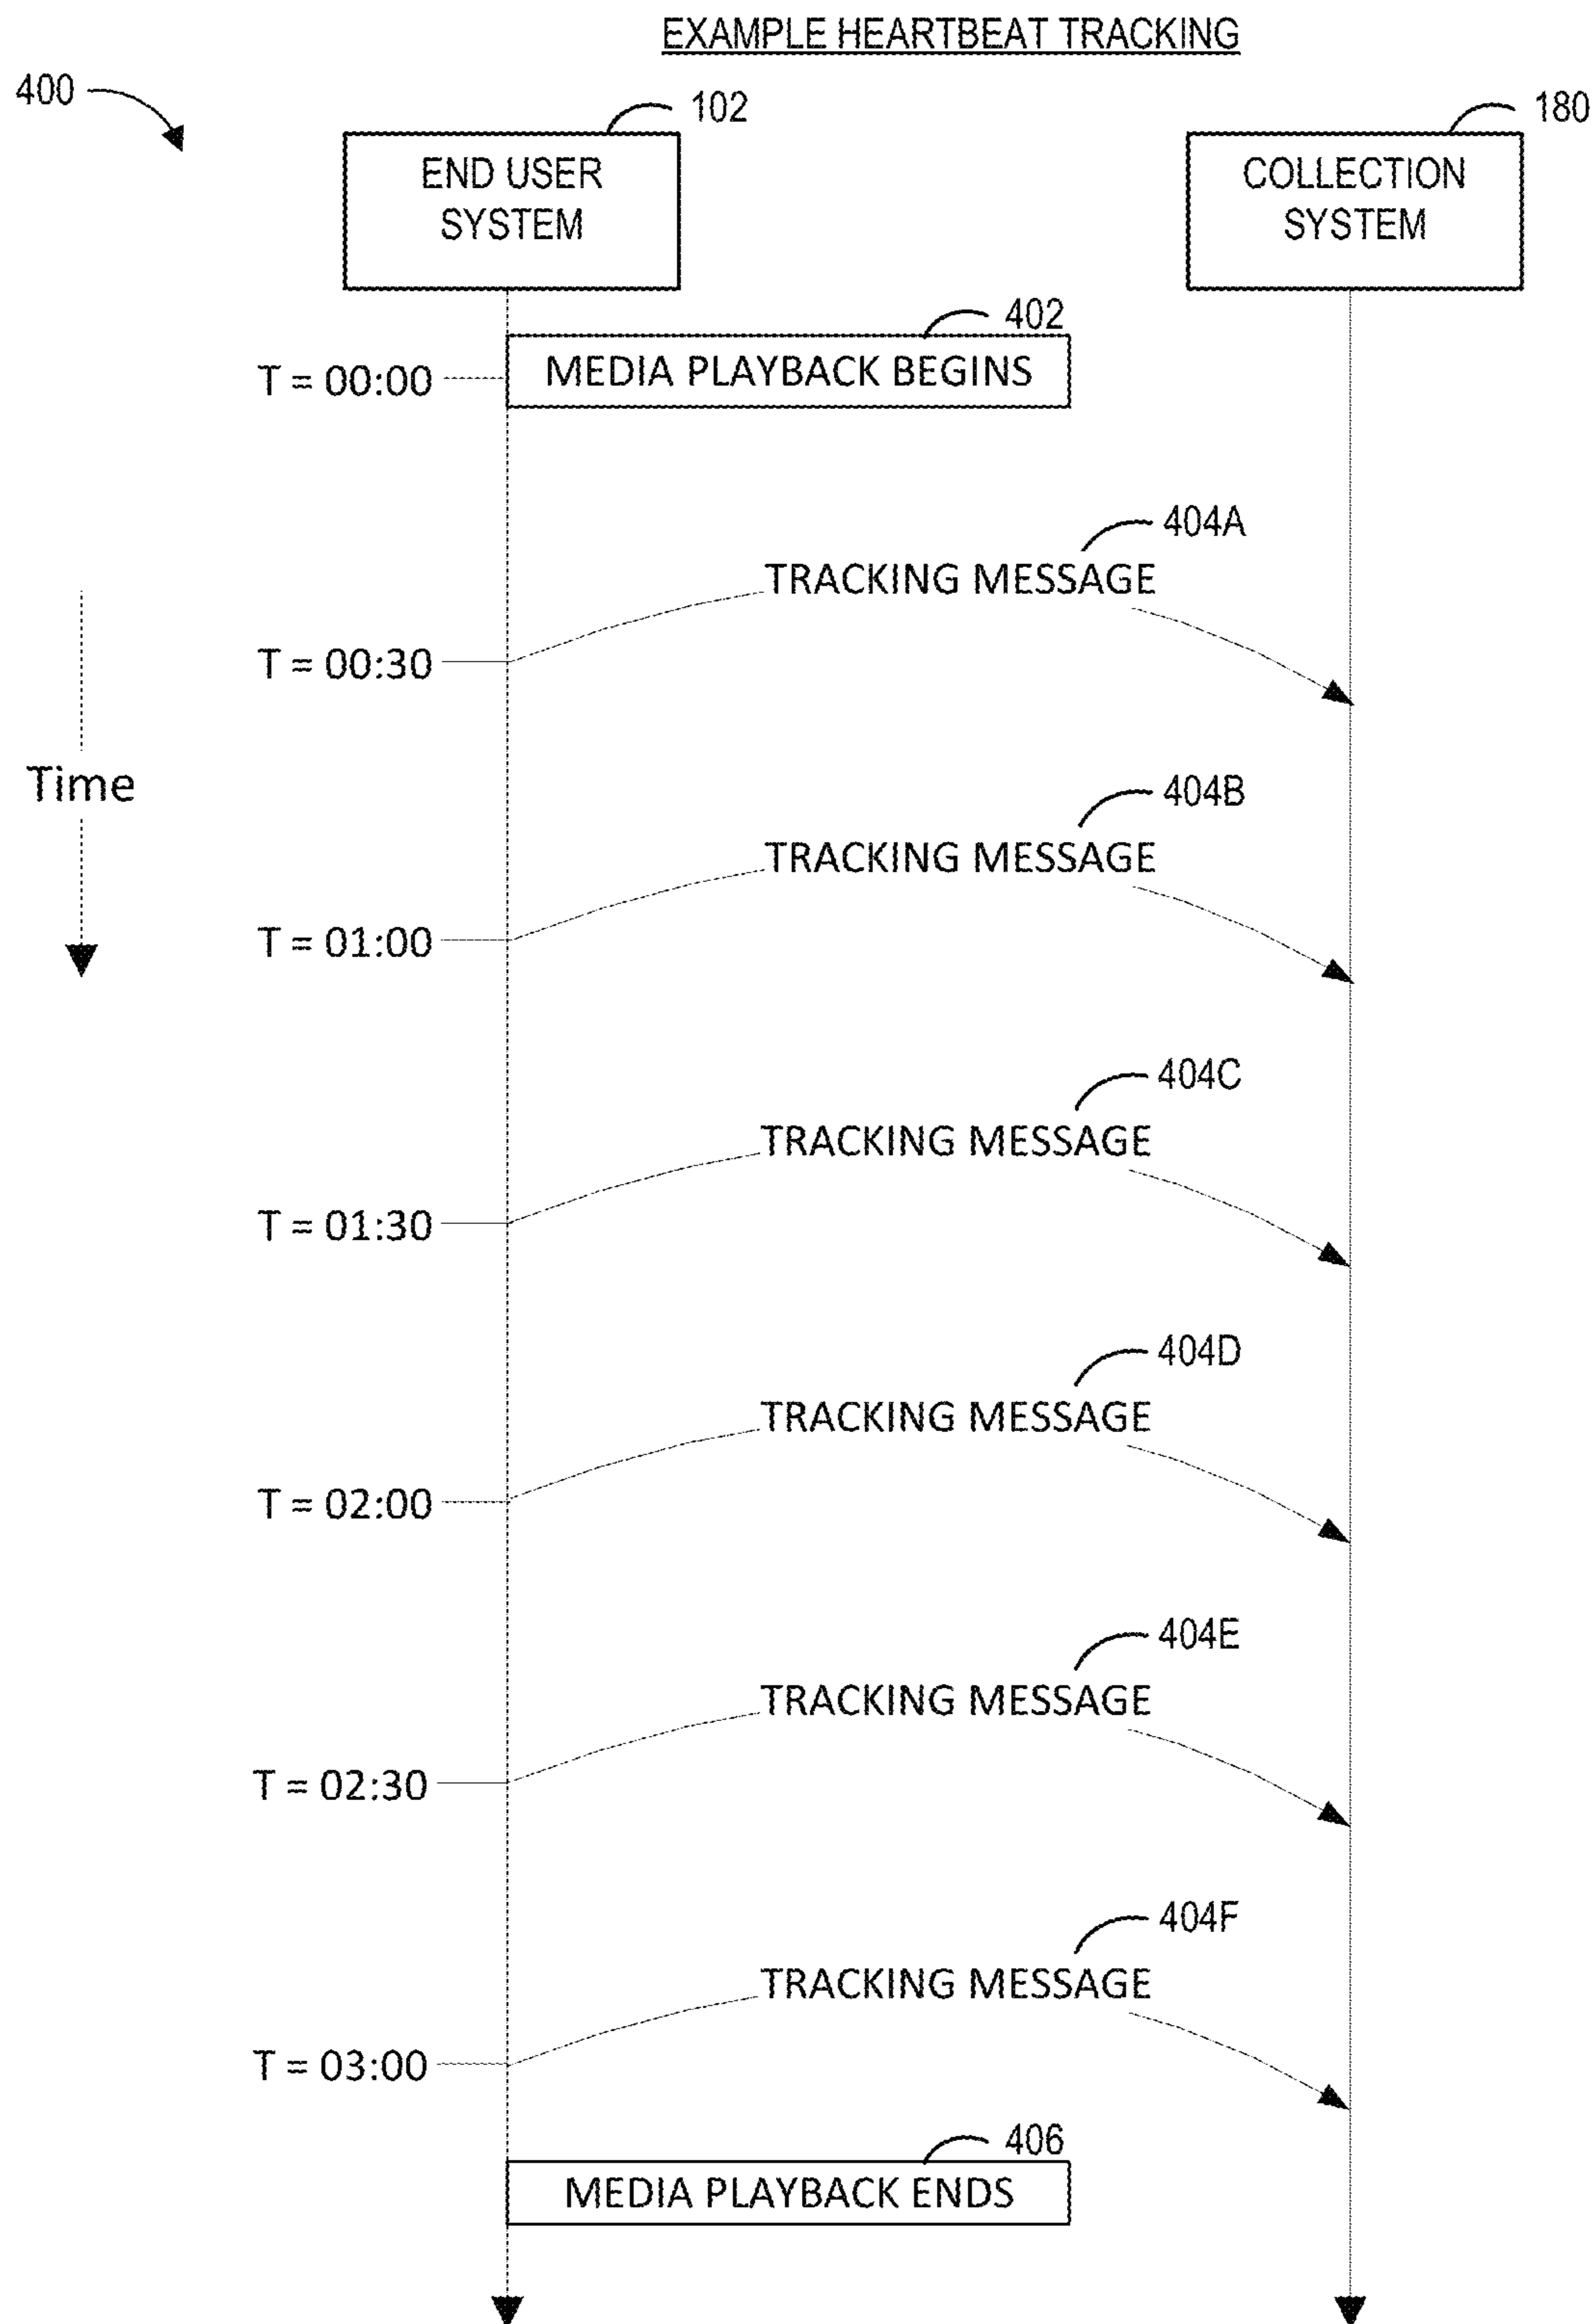 EXAMPLE HEARTBEAT TRACKING
400
102
180
END USER
SYSTEM
COLLECTION
SYSTEM
402
T = 00:00
MEDIA PLAYBACK BEGINS
404A
TRACKING MESSAGE
T = 00:30
Time
404B
TRACKING MESSAGE
T = 01:00
404C
TRACKING MESSAGE
T = 01:30
404D
TRACKING MESSAGE
T = 02:00
404E
TRACKING MESSAGE
T = 02:30
404F
TRACKING MESSAGE
T = 03:00
406
MEDIA PLAYBACK ENDS